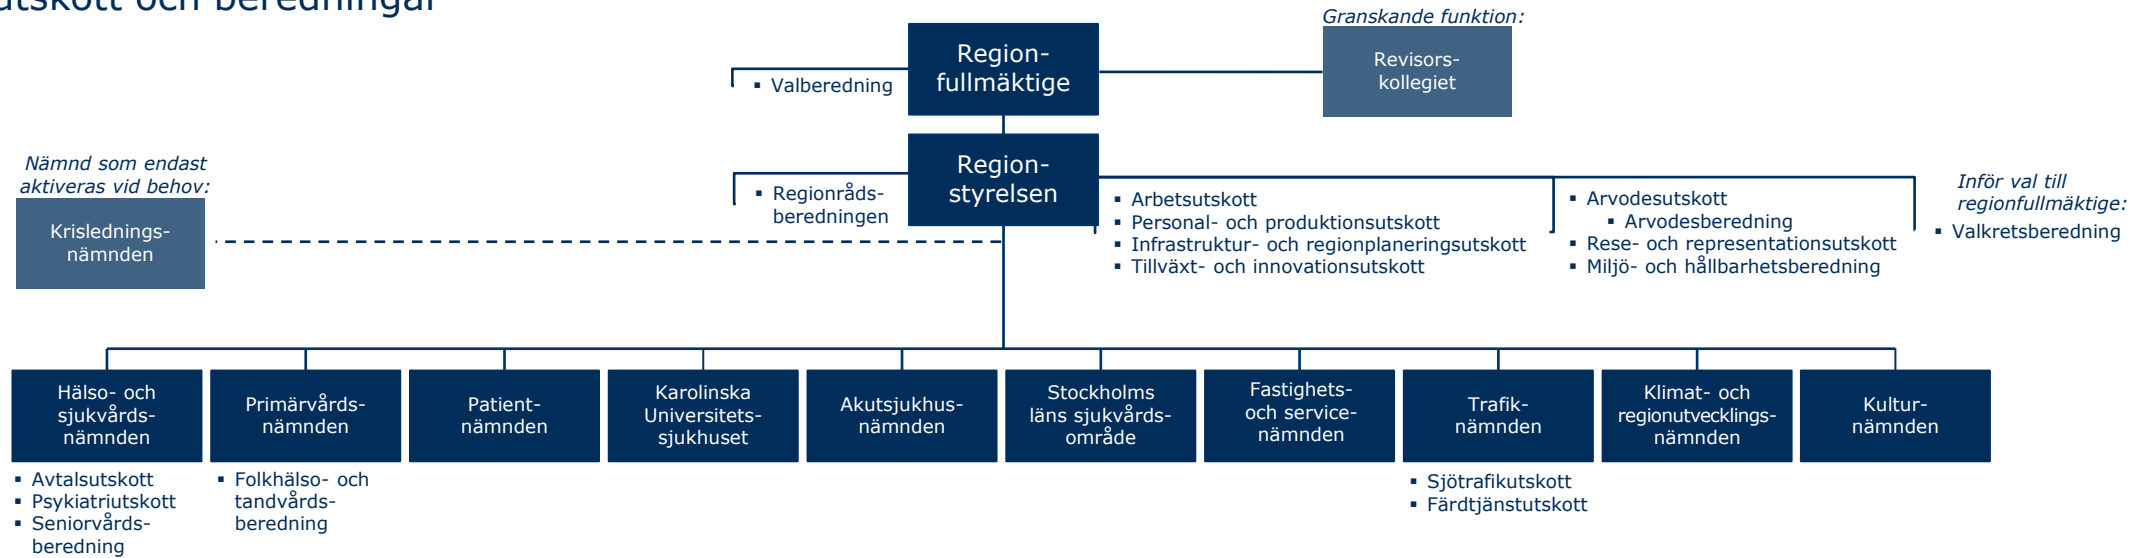 utskott och beredningar
Granskande funktion:
Region-
fullmäktige
Revisors-
kollegiet
▪ Valberedning
Nämnd som endast
aktiveras vid behov:
Krislednings-
nämnden
Region-
styrelsen
▪ Regionråds-
beredningen
▪ Arbetsutskott
▪ Personal- och produktionsutskott
▪ Infrastruktur- och regionplaneringsutskott
▪ Tillväxt- och innovationsutskott
▪ Arvodesutskott
▪ Arvodesberedning
▪ Rese- och representationsutskott
▪ Miljö- och hållbarhetsberedning
Inför val till
regionfullmäktige:
▪ Valkretsberedning
Hälso- och
sjukvårds-
nämnden
Primärvårds-
nämnden
Patient-
nämnden
Karolinska
Universitets-
sjukhuset
Akutsjukhus-
nämnden
Stockholms
läns sjukvårds-
område
Fastighets-
och service-
nämnden
Trafik-
nämnden
Klimat- och
regionutvecklings-
nämnden
Kultur-
nämnden
▪ Avtalsutskott
▪ Psykiatriutskott
▪ Seniorvårds-
beredning
▪ Folkhälso- och
tandvårds-
beredning
▪ Sjötrafikutskott
▪ Färdtjänstutskott